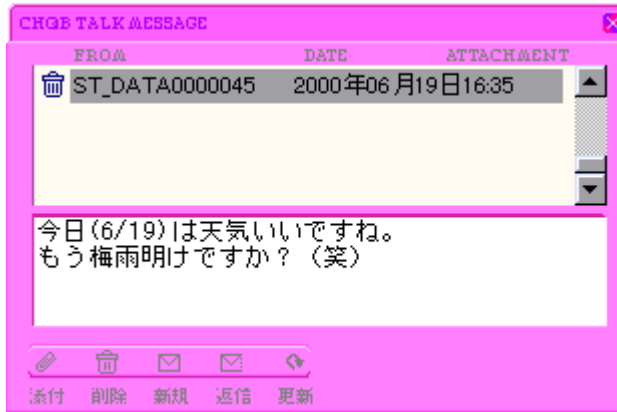 CHQB TALK MESSAGE
FROM DATE ATTACHMENT
ST_DATA0000045 2000年06月19日16:35
今日(6/19)は天気いいですね。
もう梅雨明けですか？（笑）
添付 削除 新規 返信 更新